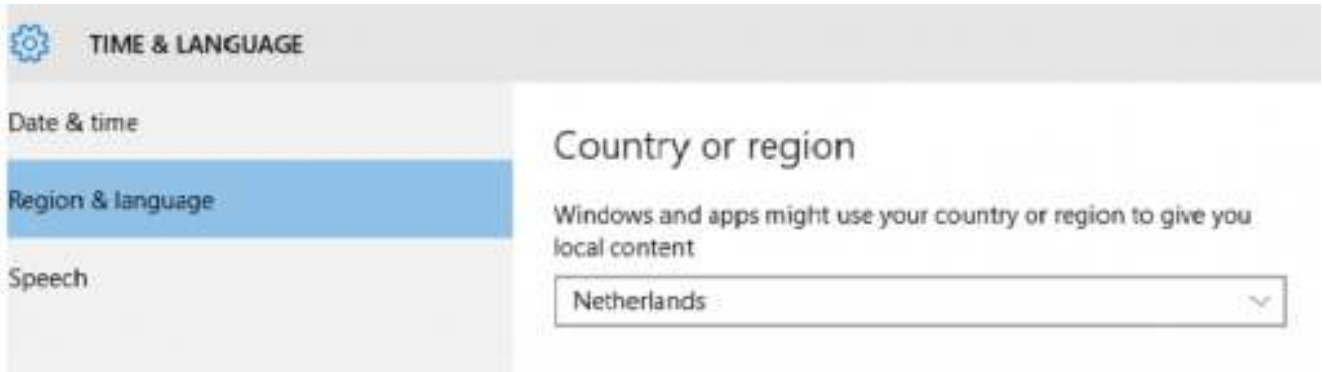 TIME & LANGUAGE
Date & time
Region & language
Speech
Country or region
Windows and apps might use your country or region to give you
local content
Netherlands